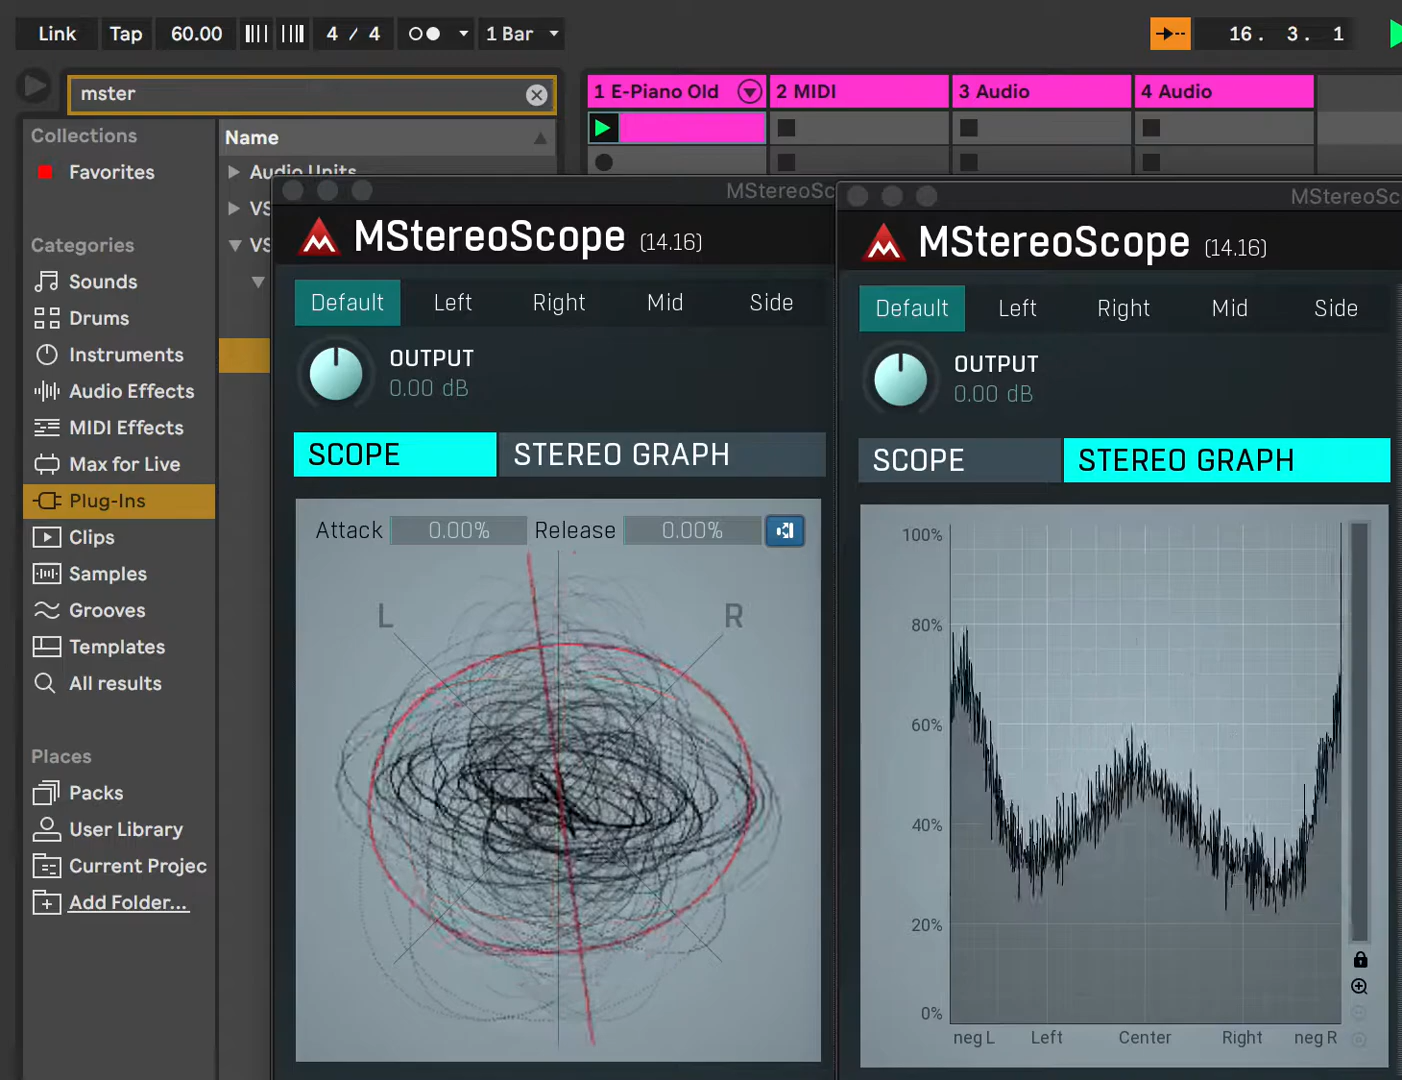 Link Tap 60.00 4 / 4 1 Bar 16. 3. 1
mster
1 E-Piano Old 2 MIDI 3 Audio 4 Audio
Collections
Favorites
Categories
Sounds
Drums
Instruments
Audio Effects
MIDI Effects
Max for Live
Plug-Ins
Clips
Samples
Grooves
Templates
All results
Places
Packs
User Library
Current Projec
Add Folder...
Name
Audio Units
VS
VS
MStereoSc
MStereoScope (14.16)
Default Left Right Mid Side
OUTPUT
0.00 dB
SCOPE STEREO GRAPH
Attack 0.00% Release 0.00%
L R
MStereoSc
MStereoScope (14.16)
Default Left Right Mid Side
OUTPUT
0.00 dB
SCOPE STEREO GRAPH
100%
80%
60%
40%
20%
0%
neg L Left Center Right neg R